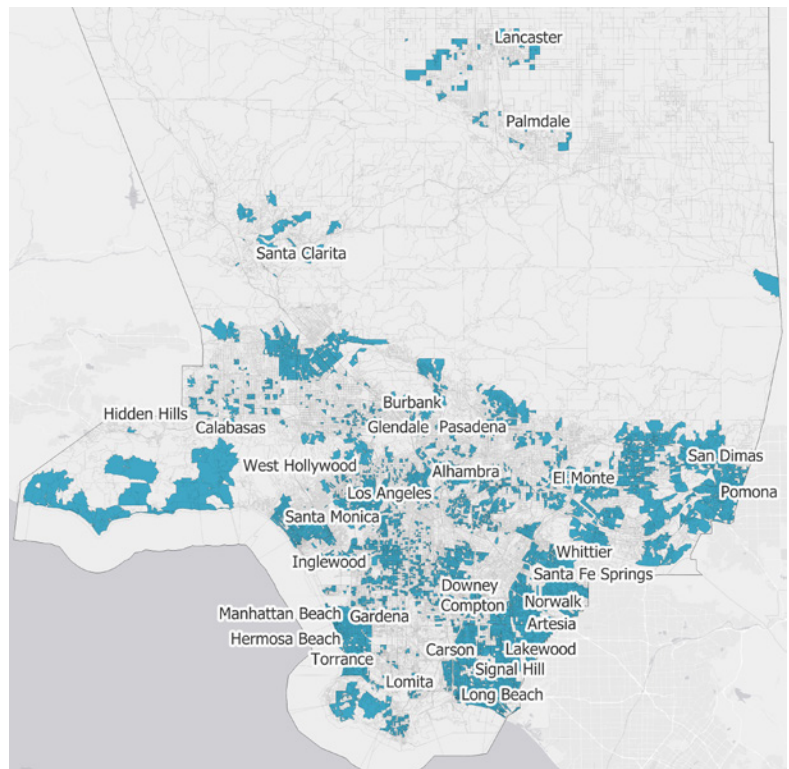 Lancaster
Palmdale
Santa Clarita
Burbank
Hidden Hills
Calabasas
Glendale
Pasadena
West Hollywood
Alhambra
San Dimas
El Monte
Los Angeles
Pomona
Santa Monica
Whittier
Inglewood
Santa Fe Springs
Downey
Compton
Norwalk
Manhattan Beach
Gardena
Artesia
Hermosa Beach
Carson
Lakewood
Torrance
Signal Hill
Lomita
Long Beach